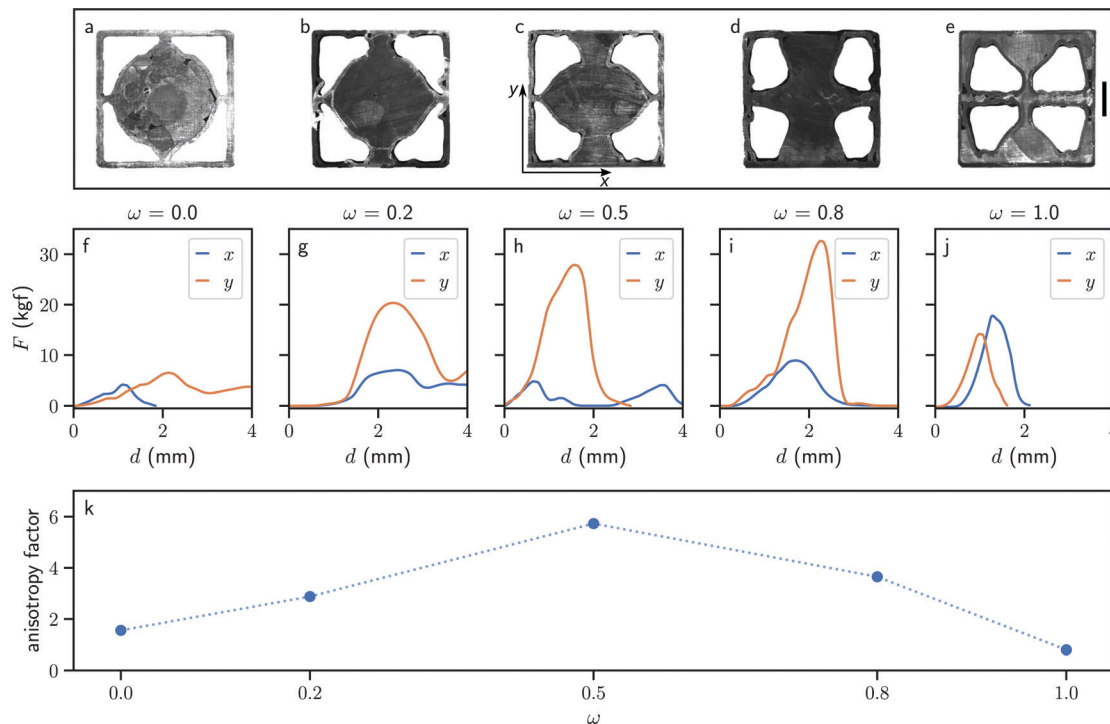 a b c d e
y
x
ω = 0.0 ω = 0.2 ω = 0.5 ω = 0.8 ω = 1.0
f x y g x y h x y i x y j x y
30
20
10
0
F (kgf)
0 2 4 0 2 4 0 2 4 0 2 4 0 2 4
d (mm) d (mm) d (mm) d (mm) d (mm)
k
6
4
2
0
anisotropy factor
0.0 0.2 0.5 0.8 1.0
ω